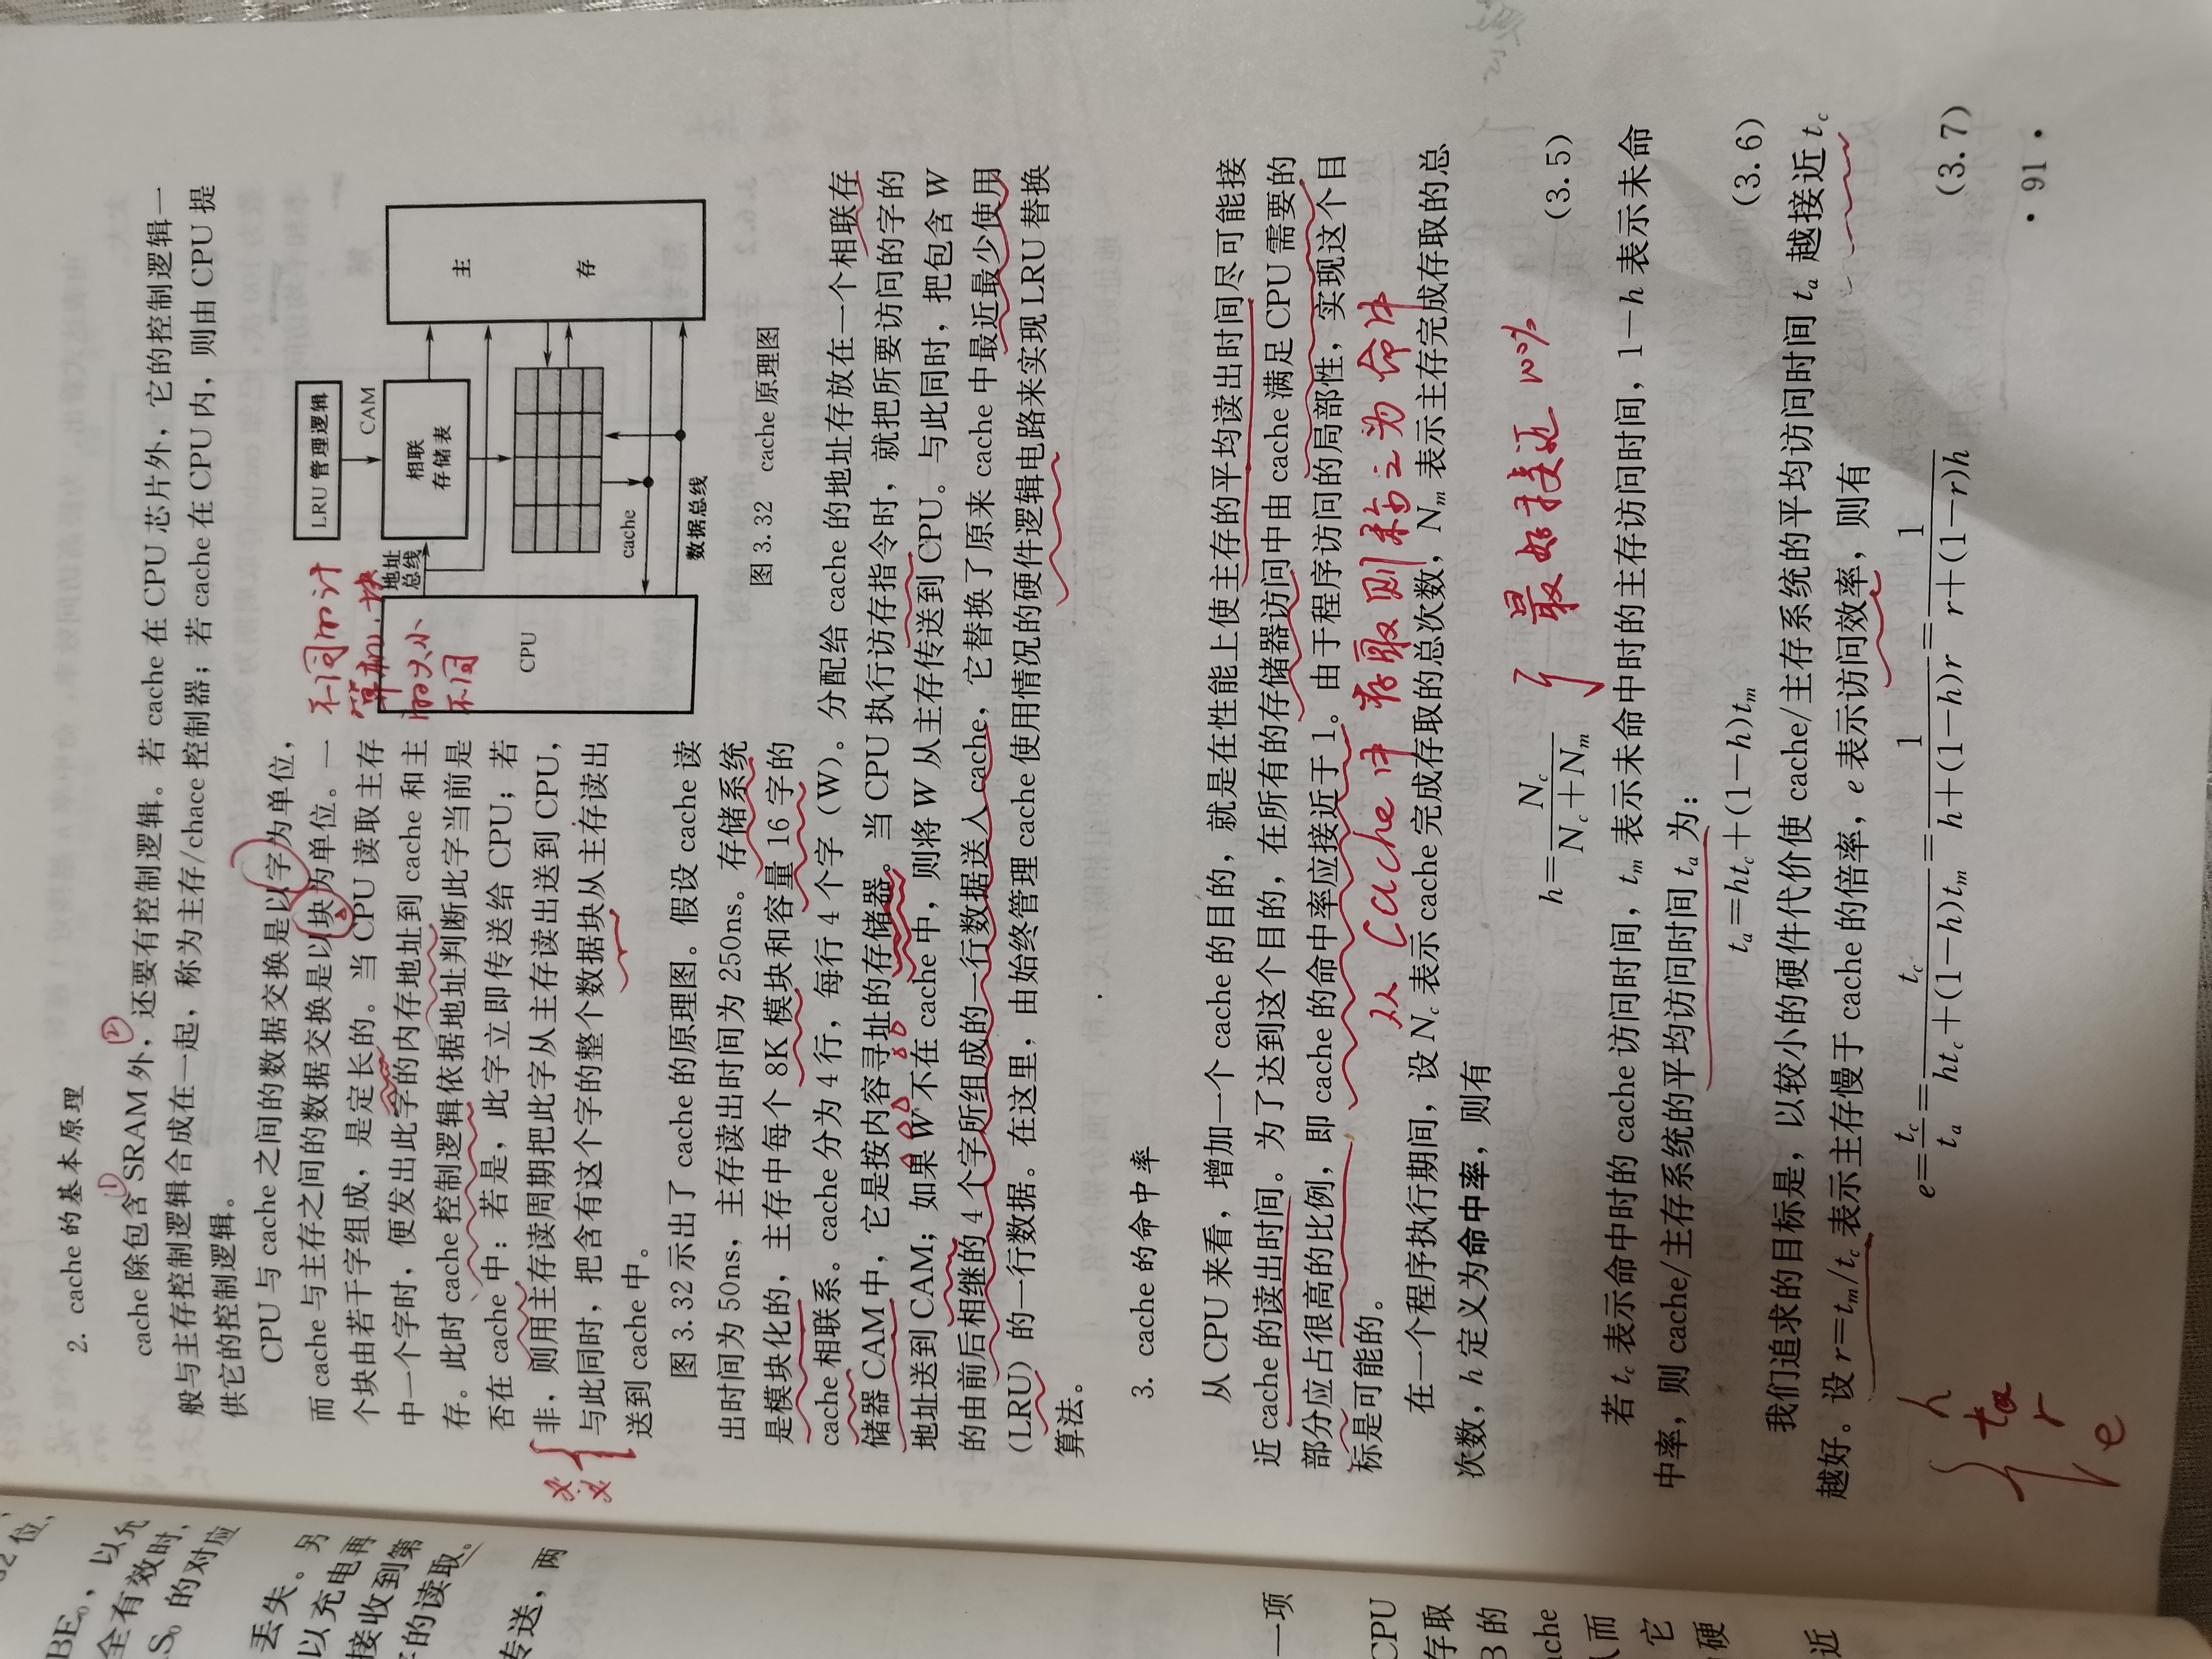 2. cache 的基本原理
① ②
cache 除包含 SRAM 外，还要有控制逻辑。若 cache 在 CPU 芯片外，它的控制逻辑一
般与主存控制逻辑合成在一起，称为主存/chace 控制器；若 cache 在 CPU 内，则由 CPU 提
供它的控制逻辑。
CPU 与 cache 之间的数据交换是以字为单位，
而 cache 与主存之间的数据交换是以块为单位。一
个块由若干字组成，是定长的。当 CPU 读取主存
中一个字时，便发出此字的内存地址到 cache 和主
存。此时 cache 控制逻辑依据地址判断此字当前是
否在 cache 中：若是，此字立即传送给 CPU；若
非，则用主存读周期把此字从主存读出送到 CPU，
与此同时，把含有这个字的整个数据块从主存读出
送到 cache 中。
不同的计
算机，块
的大小
不同
LRU 管理逻辑
CAM
相联
存储表
地址
总线
主
存
CPU
cache
数据总线
图 3.32 cache 原理图
图 3.32 示出了 cache 的原理图。假设 cache 读
出时间为 50ns，主存读出时间为 250ns。存储系统
是模块化的，主存中每个 8K 模块和容量 16 字的
cache 相联系。cache 分为 4 行，每行 4 个字（W）。分配给 cache 的地址存放在一个相联存
储器 CAM 中，它是按内容寻址的存储器。当 CPU 执行访存指令时，就把所要访问的字的
地址送到 CAM；如果 W 不在 cache 中，则将 W 从主存传送到 CPU。与此同时，把包含 W
的由前后相继的 4 个字所组成的一行数据送入 cache，它替换了原来 cache 中最近最少使用
（LRU）的一行数据。在这里，由始终管理 cache 使用情况的硬件逻辑电路来实现 LRU 替换
算法。
3. cache 的命中率
从 CPU 来看，增加一个 cache 的目的，就是在性能上使主存的平均读出时间尽可能接
近 cache 的读出时间。为了达到这个目的，在所有的存储器访问中由 cache 满足 CPU 需要的
部分应占很高的比例，即 cache 的命中率应接近于 1。由于程序访问的局部性，实现这个目
标是可能的。
从 Cache 中存取则称之为命中
在一个程序执行期间，设 Nc 表示 cache 完成存取的总次数，Nm 表示主存完成存取的总
次数，h 定义为命中率，则有
h=Nc/(Nc+Nm) (3.5)
最好接近 100%
若 tc 表示命中时的 cache 访问时间，tm 表示未命中时的主存访问时间，1-h 表示未命
中率，则 cache/主存系统的平均访问时间 ta 为：
ta=htc+(1-h)tm (3.6)
我们追求的目标是，以较小的硬件代价使 cache/主存系统的平均访问时间 ta 越接近 tc
越好。设 r=tm/tc 表示主存慢于 cache 的倍率，e 表示访问效率，则有
e=tc/ta=tc/(htc+(1-h)tm)=1/(h+(1-h)r)=1/(r+(1-r)h) (3.7)
h
ta
r
e
· 91 ·
32 位，
BE0，以允
全有效时，
S0 的对应
丢失。另
以充电再
接收到第
字的读取。
传送，两
一项
CPU
存取
3 的
ache
人而
它
硬
近